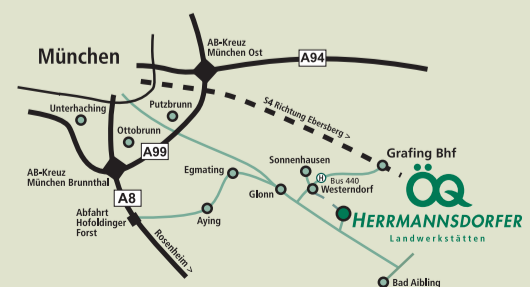 AB-Kreuz
München Ost
München
A94
Unterhaching
Putzbrunn
S4 Richtung Ebersberg >
Ottobrunn
A99
Grafing Bhf
Sonnenhausen
H Bus 440
Egmating
Westerndorf
AB-Kreuz
München Brunnthal
Glonn
A8
ÖQ
HERRMANNSDORFER
Landwerkstätten
Abfahrt
Hofoldinger
Forst
Aying
Rosenheim >
Bad Aibling